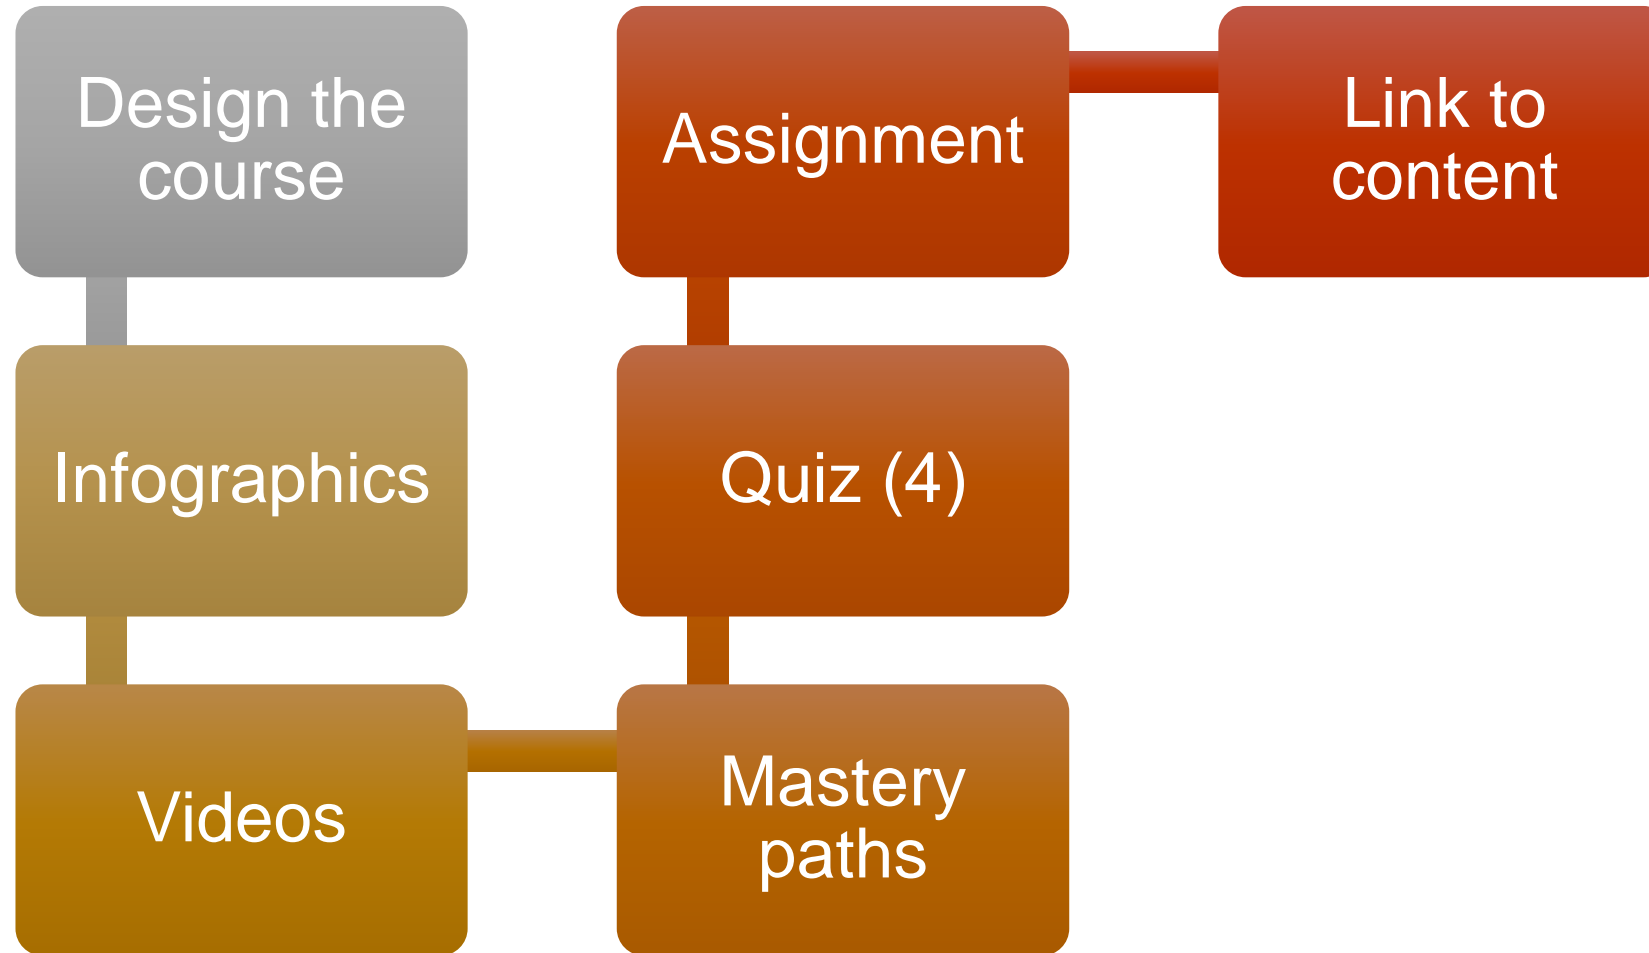 Design the
course
Infographics
Videos
Mastery
paths
Quiz (4)
Assignment
Link to
content